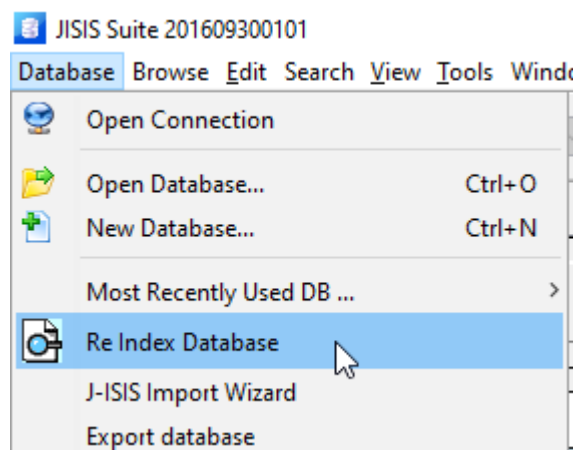 JISIS Suite 201609300101
Database Browse Edit Search View Tools
Open Connection
Open Database... Ctrl+O
New Database... Ctrl+N
Most Recently Used DB ...
Re Index Database
J-ISIS Import Wizard
Export database